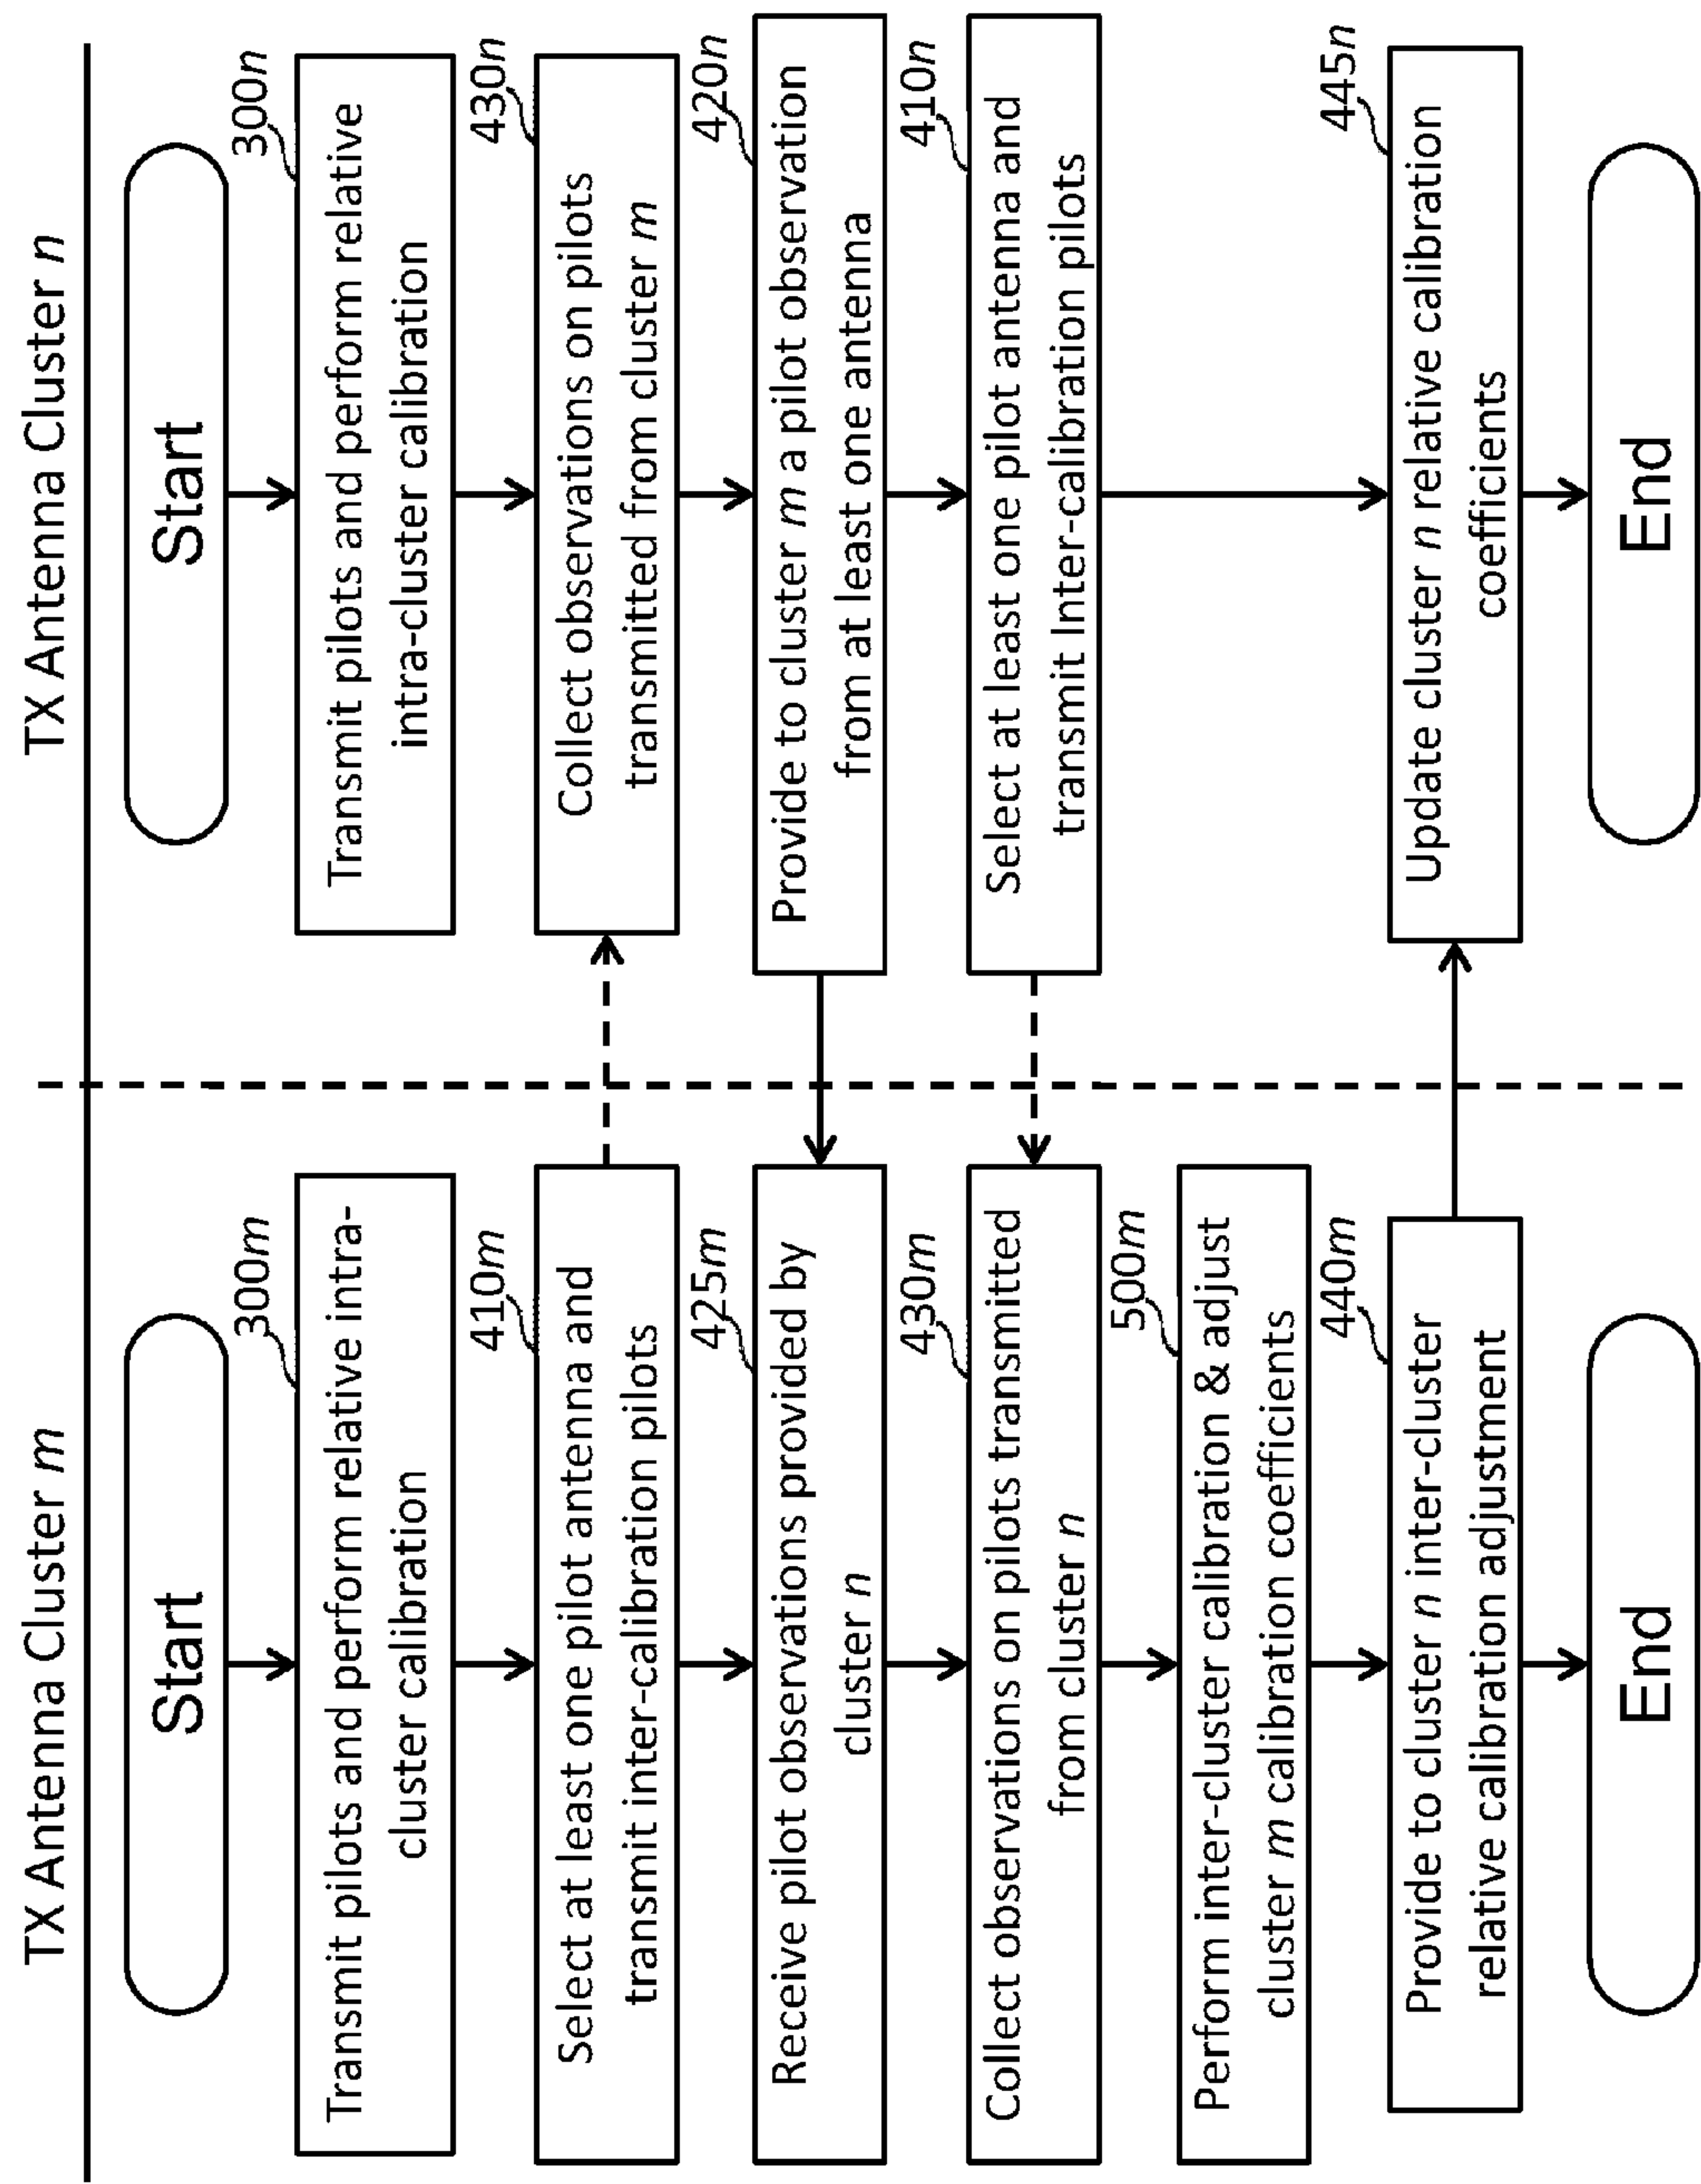 TX Antenna Cluster m
Start
300m
Transmit pilots and perform relative intra-
cluster calibration
410m
Select at least one pilot antenna and
transmit inter-calibration pilots
425m
Receive pilot observations provided by
cluster n
430m
Collect observations on pilots transmitted
from cluster n
500m
Perform inter-cluster calibration & adjust
cluster m calibration coefficients
440m
Provide to cluster n inter-cluster
relative calibration adjustment
End
TX Antenna Cluster n
Start
300n
Transmit pilots and perform relative
intra-cluster calibration
430n
Collect observations on pilots
transmitted from cluster m
420n
Provide to cluster m a pilot observation
from at least one antenna
410n
Select at least one pilot antenna and
transmit Inter-calibration pilots
445n
Update cluster n relative calibration
coefficients
End